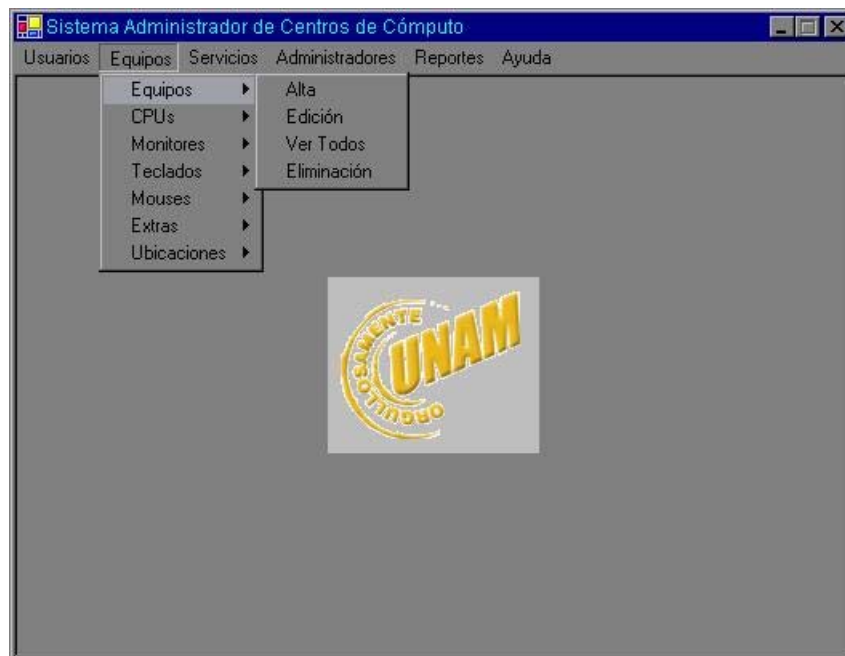 Sistema Administrador de Centros de Cómputo
Usuarios Equipos Servicios Administradores Reportes Ayuda
Equipos Alta
CPUs Edición
Monitores Ver Todos
Teclados Eliminación
Mouses
Extras
Ubicaciones
ORGULLOSAMENTE...
UNAM